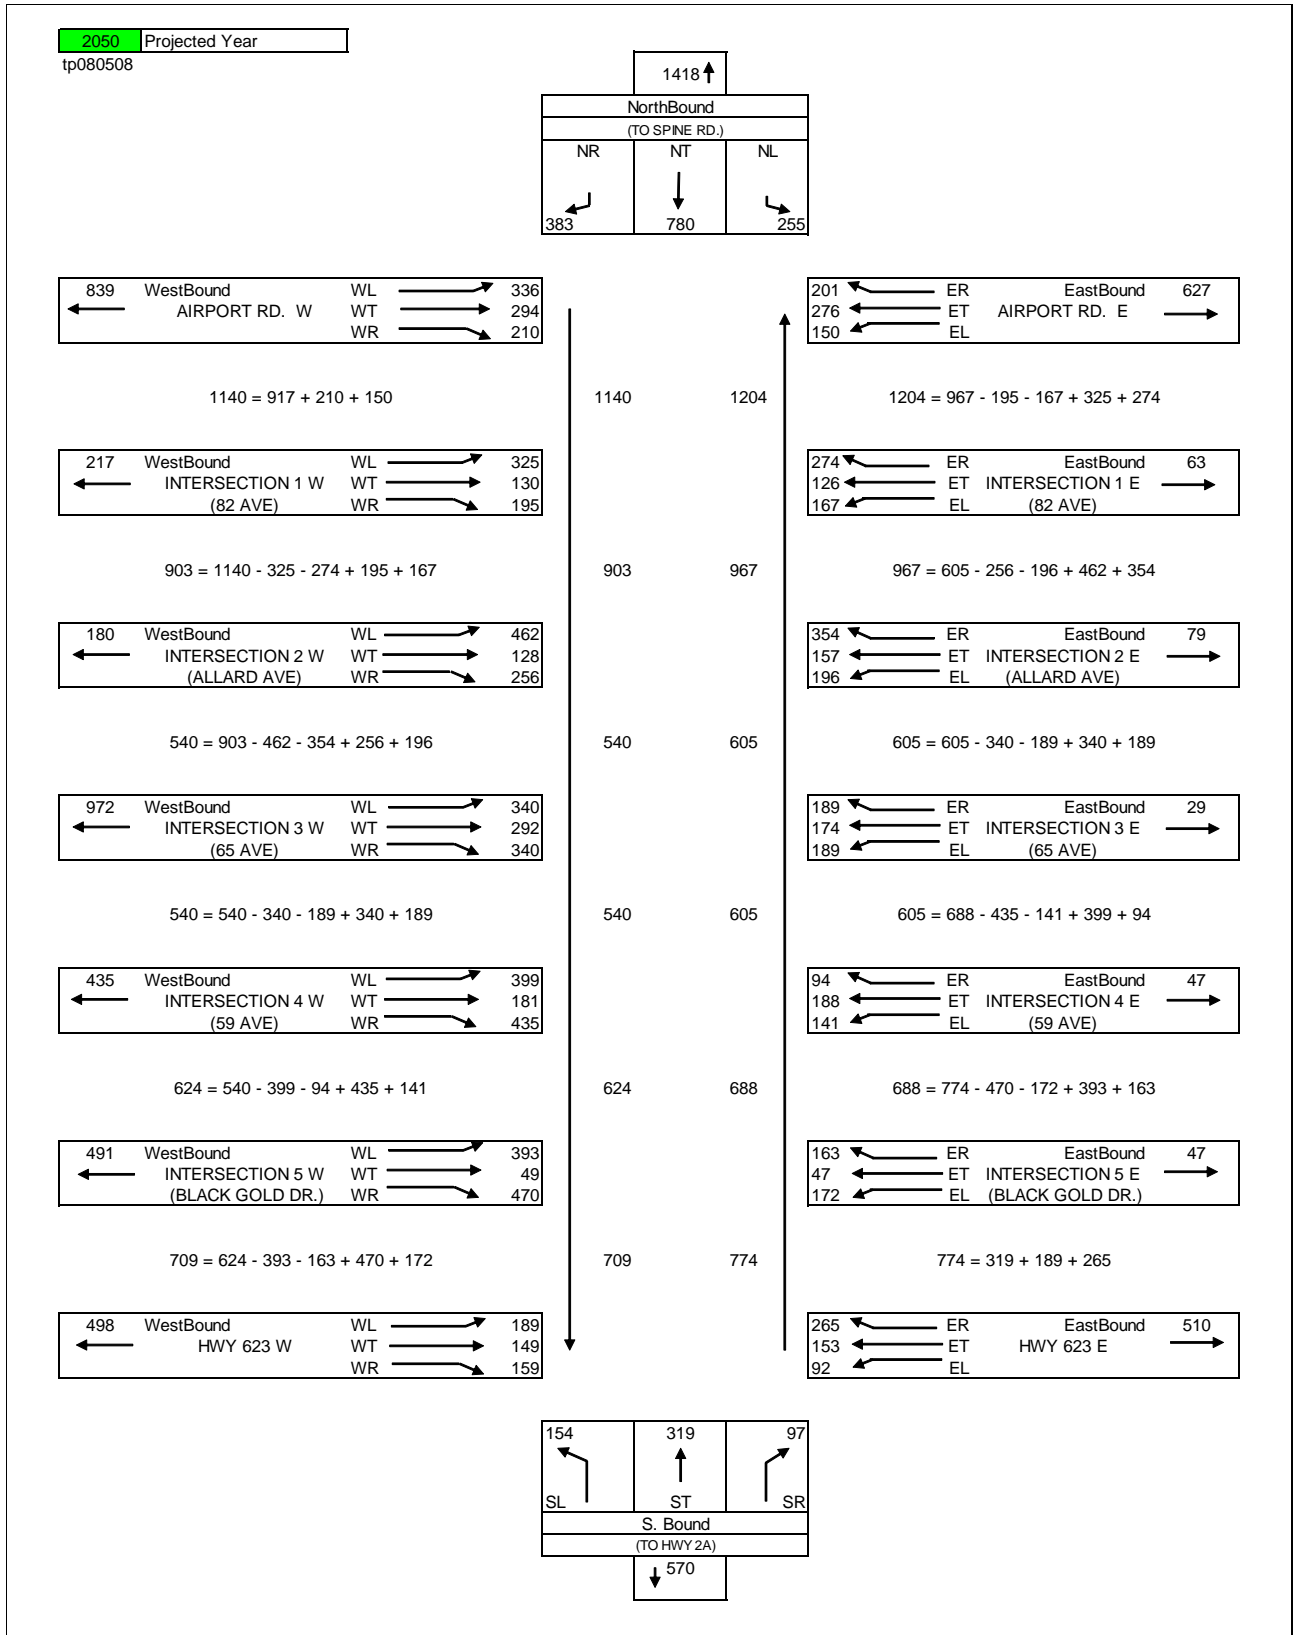 2050 Projected Year
tp080508
1418
NorthBound
(TO SPINE RD.)
NR NT NL
383 780 255
839 WestBound WL 336 201 ER EastBound 627
AIRPORT RD. W WT 294 276 ET AIRPORT RD. E
WR 210 150 EL
1140 = 917 + 210 + 150 1140 1204 1204 = 967 - 195 - 167 + 325 + 274
217 WestBound WL 325 274 ER EastBound 63
INTERSECTION 1 W WT 130 126 ET INTERSECTION 1 E
(82 AVE) WR 195 167 EL (82 AVE)
903 = 1140 - 325 - 274 + 195 + 167 903 967 967 = 605 - 256 - 196 + 462 + 354
180 WestBound WL 462 354 ER EastBound 79
INTERSECTION 2 W WT 128 157 ET INTERSECTION 2 E
(ALLARD AVE) WR 256 196 EL (ALLARD AVE)
540 = 903 - 462 - 354 + 256 + 196 540 605 605 = 605 - 340 - 189 + 340 + 189
972 WestBound WL 340 189 ER EastBound 29
INTERSECTION 3 W WT 292 174 ET INTERSECTION 3 E
(65 AVE) WR 340 189 EL (65 AVE)
540 = 540 - 340 - 189 + 340 + 189 540 605 605 = 688 - 435 - 141 + 399 + 94
435 WestBound WL 399 94 ER EastBound 47
INTERSECTION 4 W WT 181 188 ET INTERSECTION 4 E
(59 AVE) WR 435 141 EL (59 AVE)
624 = 540 - 399 - 94 + 435 + 141 624 688 688 = 774 - 470 - 172 + 393 + 163
491 WestBound WL 393 163 ER EastBound 47
INTERSECTION 5 W WT 49 47 ET INTERSECTION 5 E
(BLACK GOLD DR.) WR 470 172 EL (BLACK GOLD DR.)
709 = 624 - 393 - 163 + 470 + 172 709 774 774 = 319 + 189 + 265
498 WestBound WL 189 265 ER EastBound 510
HWY 623 W WT 149 153 ET HWY 623 E
WR 159 92 EL
154 319 97
SL ST SR
S. Bound
(TO HWY 2A)
570